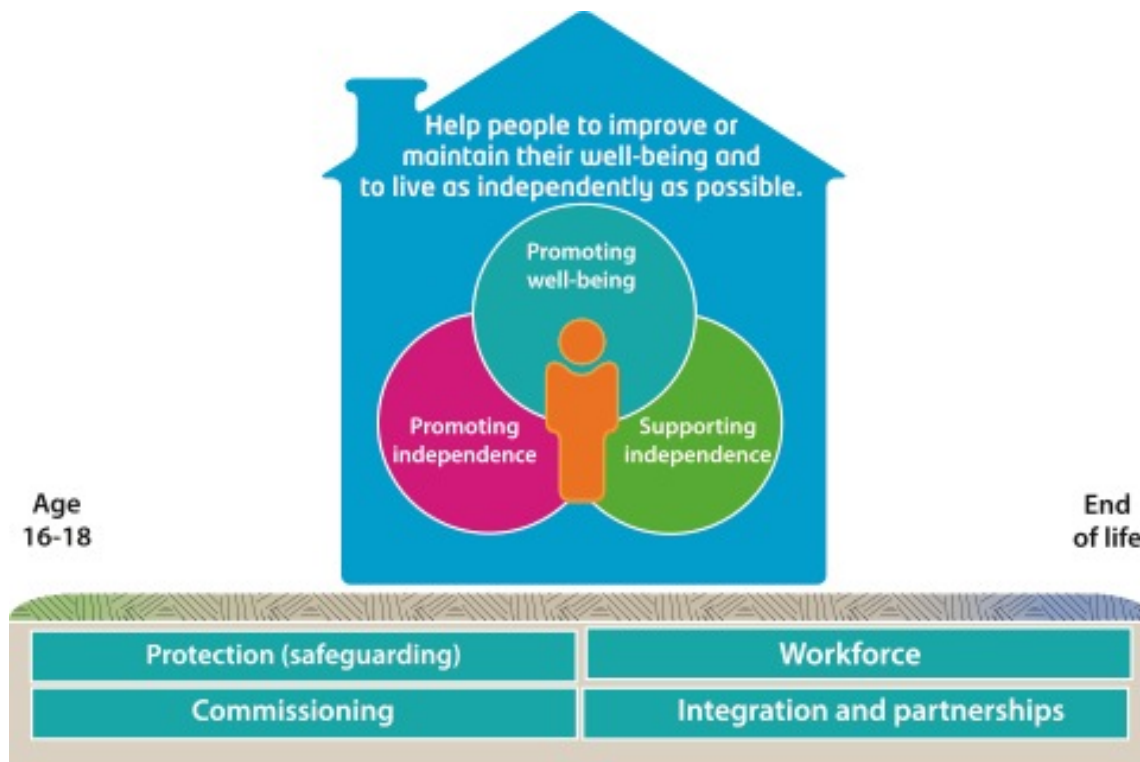 Help people to improve or
maintain their well-being and
to live as independently as possible.
Promoting
well-being
Promoting
independence
Supporting
independence
Age
16-18
End
of life
Protection (safeguarding)
Workforce
Commissioning
Integration and partnerships